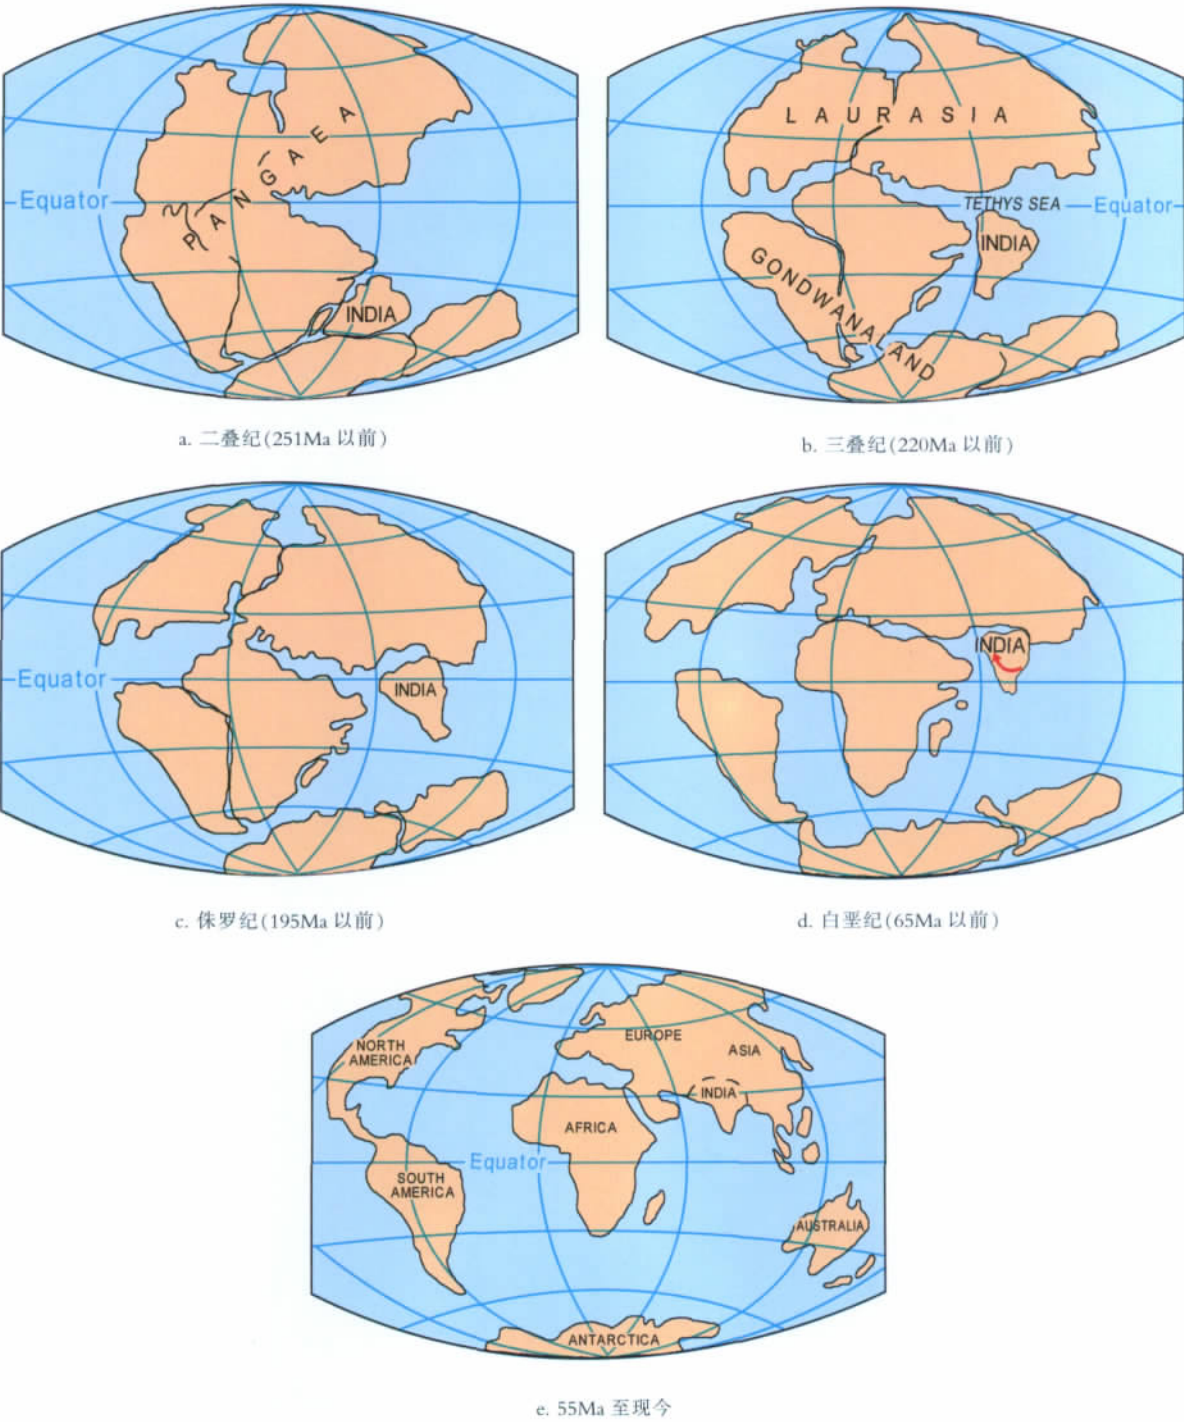 PANGAEA
Equator
INDIA
a. 二叠纪(251Ma 以前)
LAURASIA
TETHYS SEA
Equator
INDIA
GONDWANALAND
b. 三叠纪(220Ma 以前)
Equator
INDIA
c. 侏罗纪(195Ma 以前)
INDIA
d. 白垩纪(65Ma 以前)
NORTH
AMERICA
EUROPE
ASIA
INDIA
AFRICA
Equator
SOUTH
AMERICA
AUSTRALIA
ANTARCTICA
e. 55Ma 至现今